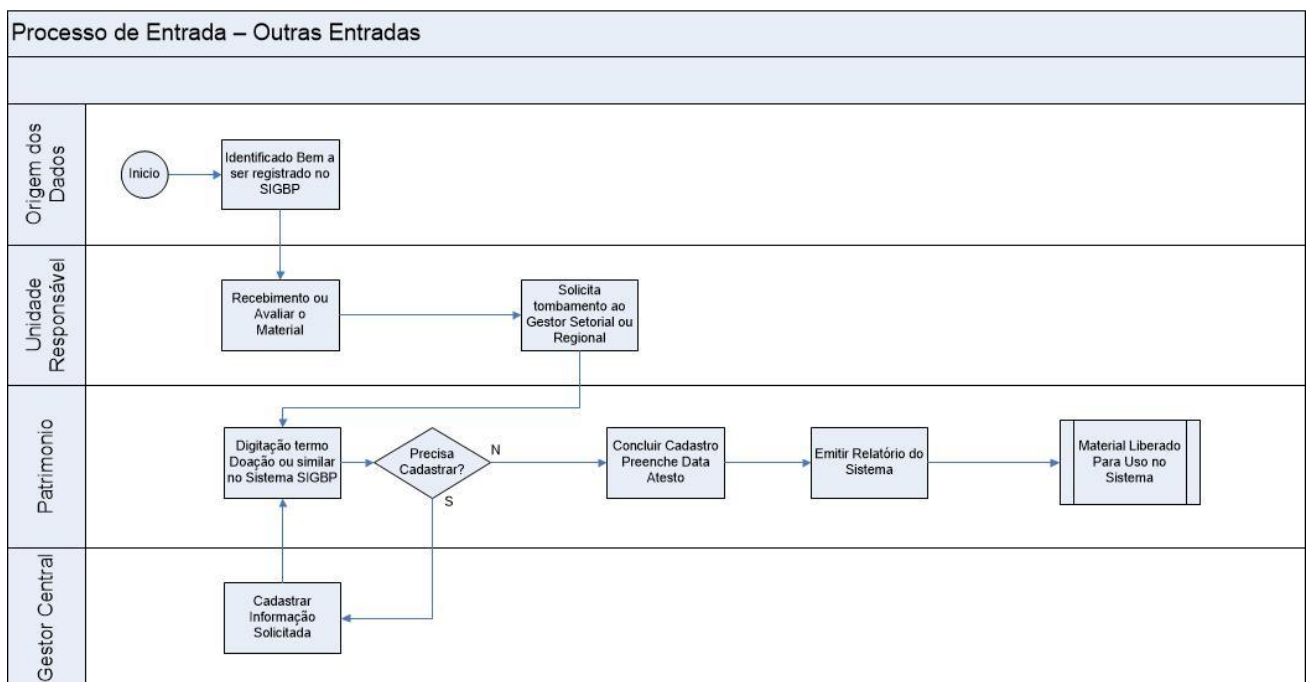 Processo de Entrada – Outras Entradas
Origem dos
Dados
Inicio
Identificado Bem a
ser registrado no
SIGBP
Unidade
Responsável
Recebimento ou
Avaliar o
Material
Solicita
tombamento ao
Gestor Setorial ou
Regional
Patrimonio
Digitação termo
Doação ou similar
no Sistema SIGBP
Precisa
Cadastrar?
N
S
Concluir Cadastro
Preenche Data
Atesto
Emitir Relatório do
Sistema
Material Liberado
Para Uso no
Sistema
Gestor Central
Cadastrar
Informação
Solicitada